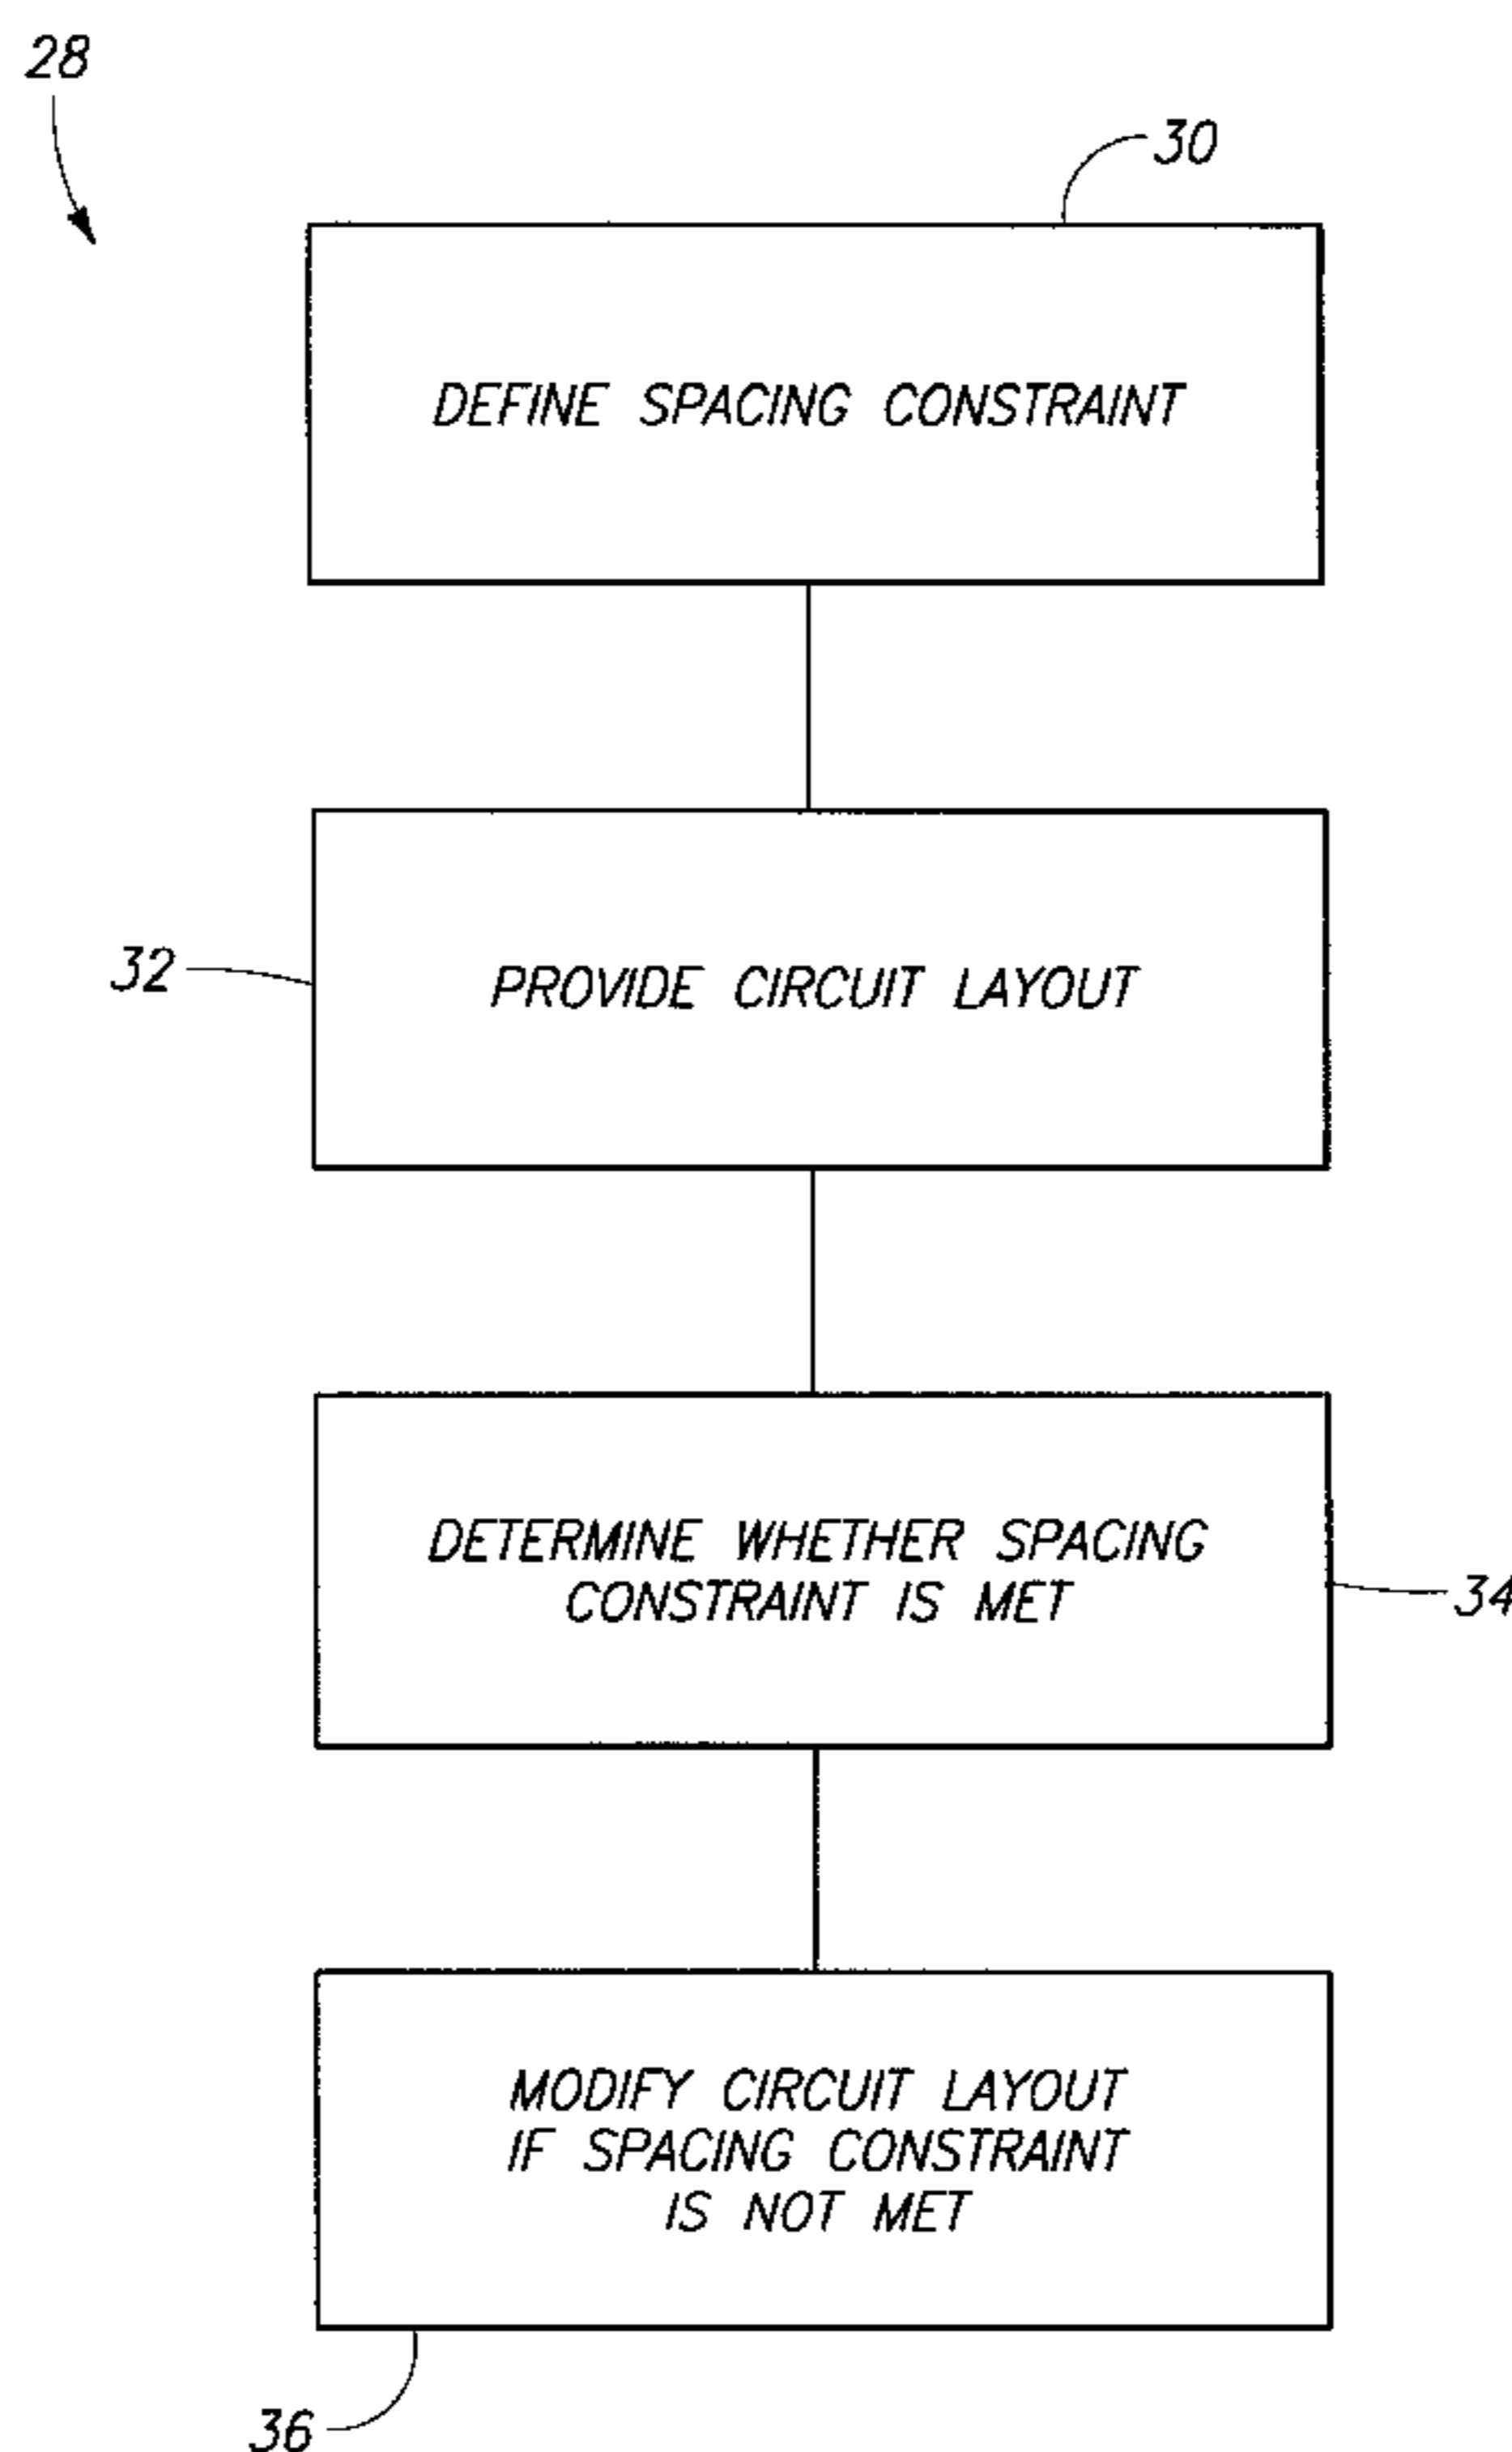 28
30
DEFINE SPACING CONSTRAINT
32
PROVIDE CIRCUIT LAYOUT
DETERMINE WHETHER SPACING
CONSTRAINT IS MET
34
MODIFY CIRCUIT LAYOUT
IF SPACING CONSTRAINT
IS NOT MET
36